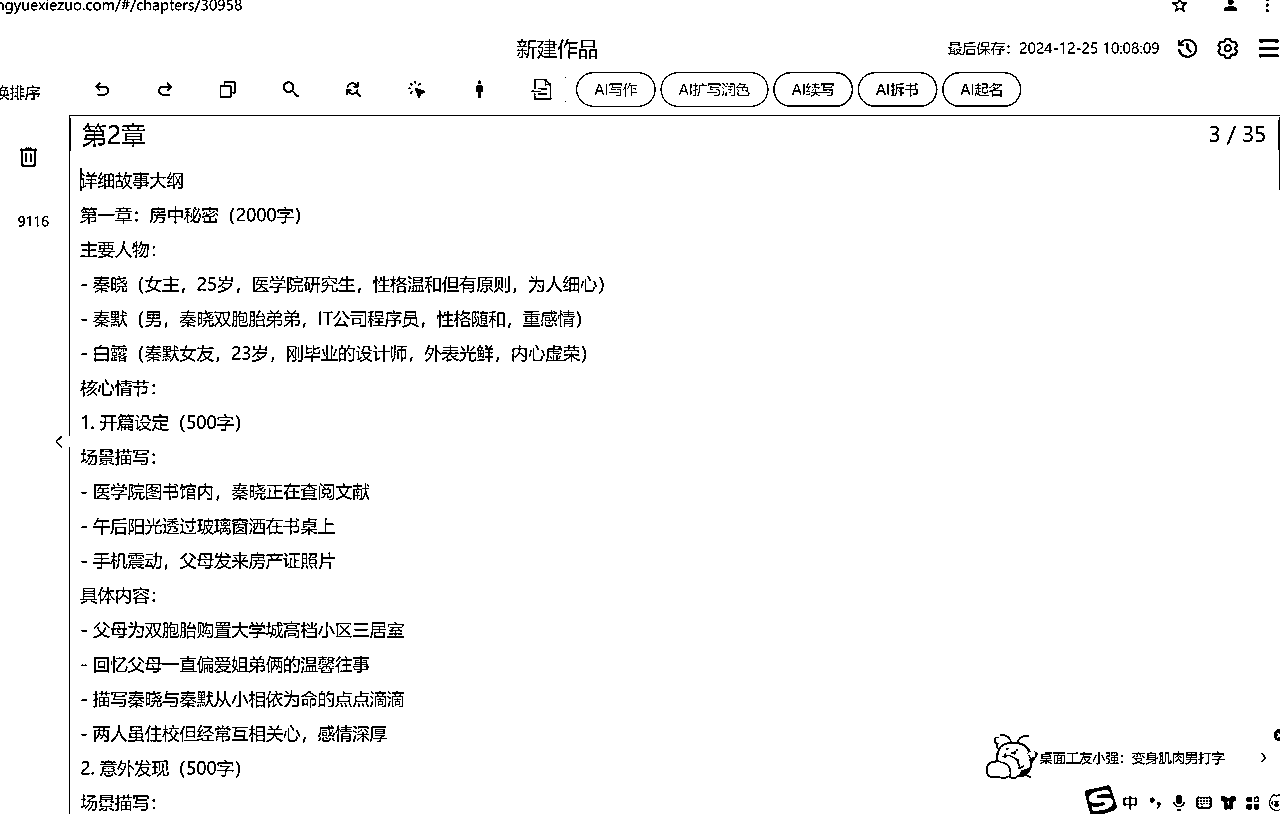 ngyuexiezuo.com/#/chapters/30958
新建作品
最后保存：2024-12-25 10:08:09
换排序
AI写作
AI扩写润色
AI续写
AI拆书
AI起名
第2章
3 / 35
9116
详细故事大纲
第一章：房中秘密（2000字）
主要人物：
- 秦晓（女主，25岁，医学院研究生，性格温和但有原则，为人细心）
- 秦默（男，秦晓双胞胎弟弟，IT公司程序员，性格随和，重感情）
- 白露（秦默女友，23岁，刚毕业的设计师，外表光鲜，内心虚荣）
核心情节：
1. 开篇设定（500字）
场景描写：
- 医学院图书馆内，秦晓正在查阅文献
- 午后阳光透过玻璃窗洒在书桌上
- 手机震动，父母发来房产证照片
具体内容：
- 父母为双胞胎购置大学城高档小区三居室
- 回忆父母一直偏爱姐弟俩的温馨往事
- 描写秦晓与秦默从小相依为命的点点滴滴
- 两人虽住校但经常互相关心，感情深厚
2. 意外发现（500字）
场景描写：
桌面工友小强：变身肌肉男打字
中